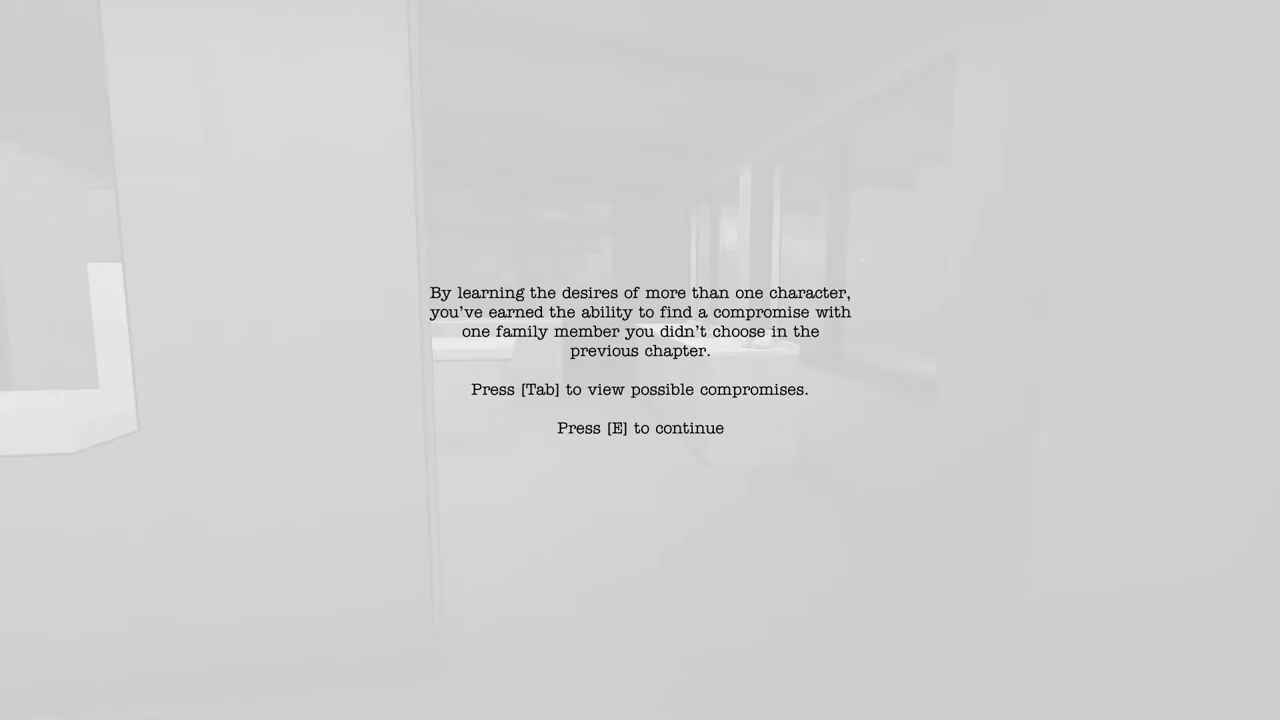 By learning the desires of more than one character,
you've earned the ability to find a compromise with
one family member you didn't choose in the
previous chapter.
Press [Tab] to view possible compromises.
Press [E] to continue